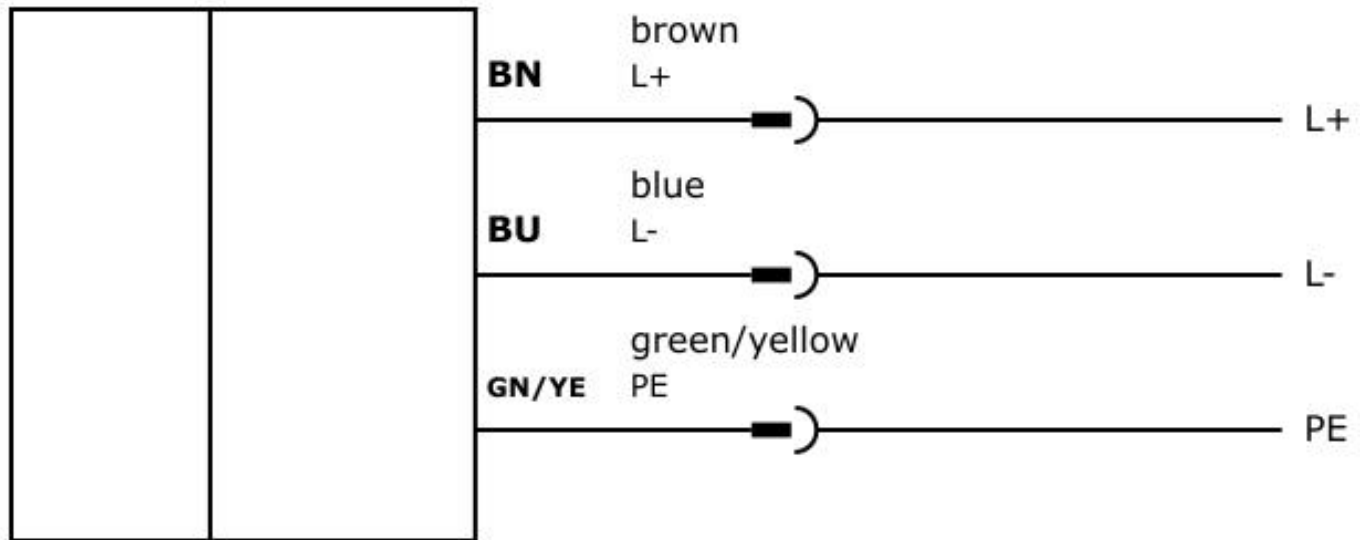 brown
BN L+
L+
blue
BU L-
L-
green/yellow
GN/YE PE
PE